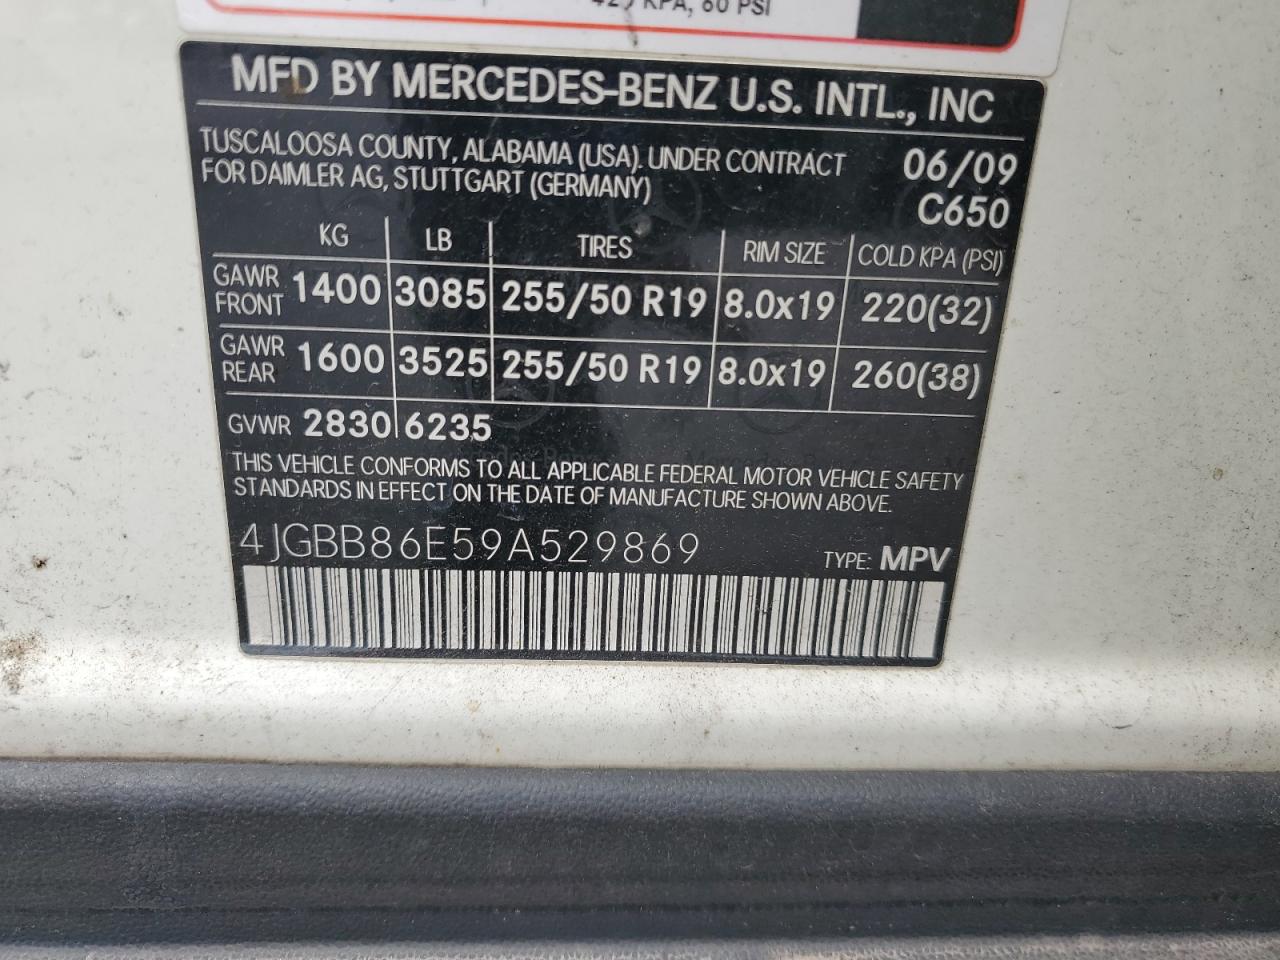 KPA, 60 PSI
MFD BY MERCEDES-BENZ U.S. INTL., INC
TUSCALOOSA COUNTY, ALABAMA (USA). UNDER CONTRACT 06/09
FOR DAIMLER AG, STUTTGART (GERMANY) C650
KG LB TIRES RIM SIZE COLD KPA (PSI)
GAWR FRONT 1400 3085 255/50 R19 8.0x19 220(32)
GAWR REAR 1600 3525 255/50 R19 8.0x19 260(38)
GVWR 2830 6235
THIS VEHICLE CONFORMS TO ALL APPLICABLE FEDERAL MOTOR VEHICLE SAFETY
STANDARDS IN EFFECT ON THE DATE OF MANUFACTURE SHOWN ABOVE.
4JGBB86E59A529869 TYPE: MPV